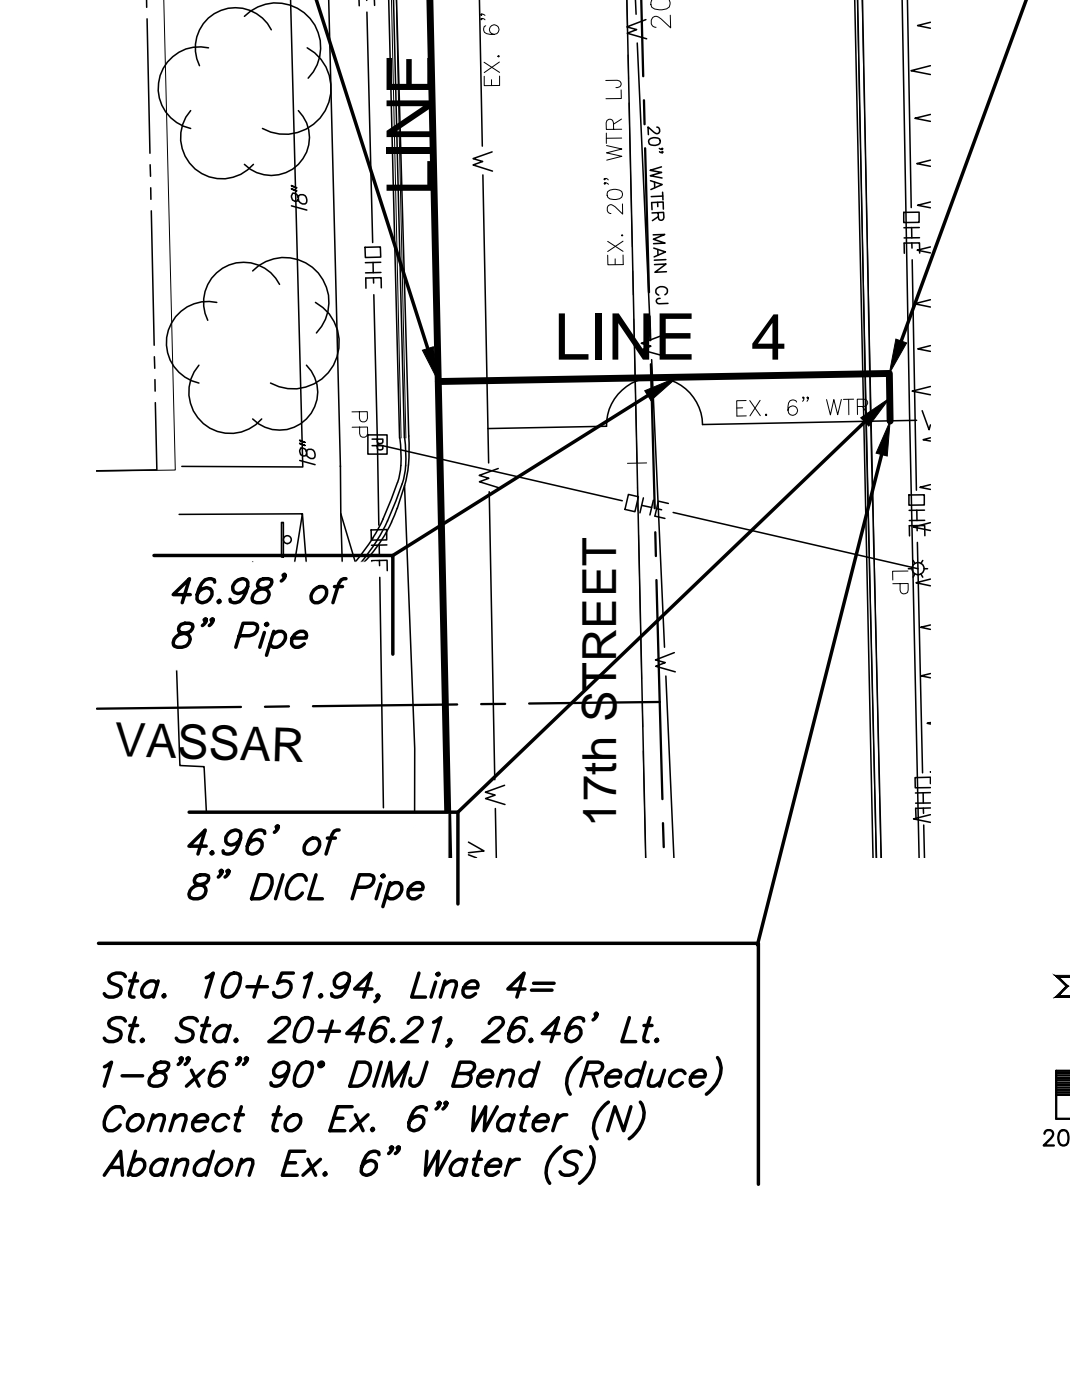 EX. 6"
20
LINE
EX. 20" WTR LJ
20" WATER MAIN CJ
18"
OHE
OHE
LINE 4
EX. 6" WTR
PP
PP
18"
OHE
OHE
LP
46.98' of
8" Pipe
17th STREET
VASSAR
4.96' of
8" DICL Pipe
Sta. 10+51.94, Line 4=
St. Sta. 20+46.21, 26.46' Lt.
1-8"x6" 90° DIMJ Bend (Reduce)
Connect to Ex. 6" Water (N)
Abandon Ex. 6" Water (S)
20